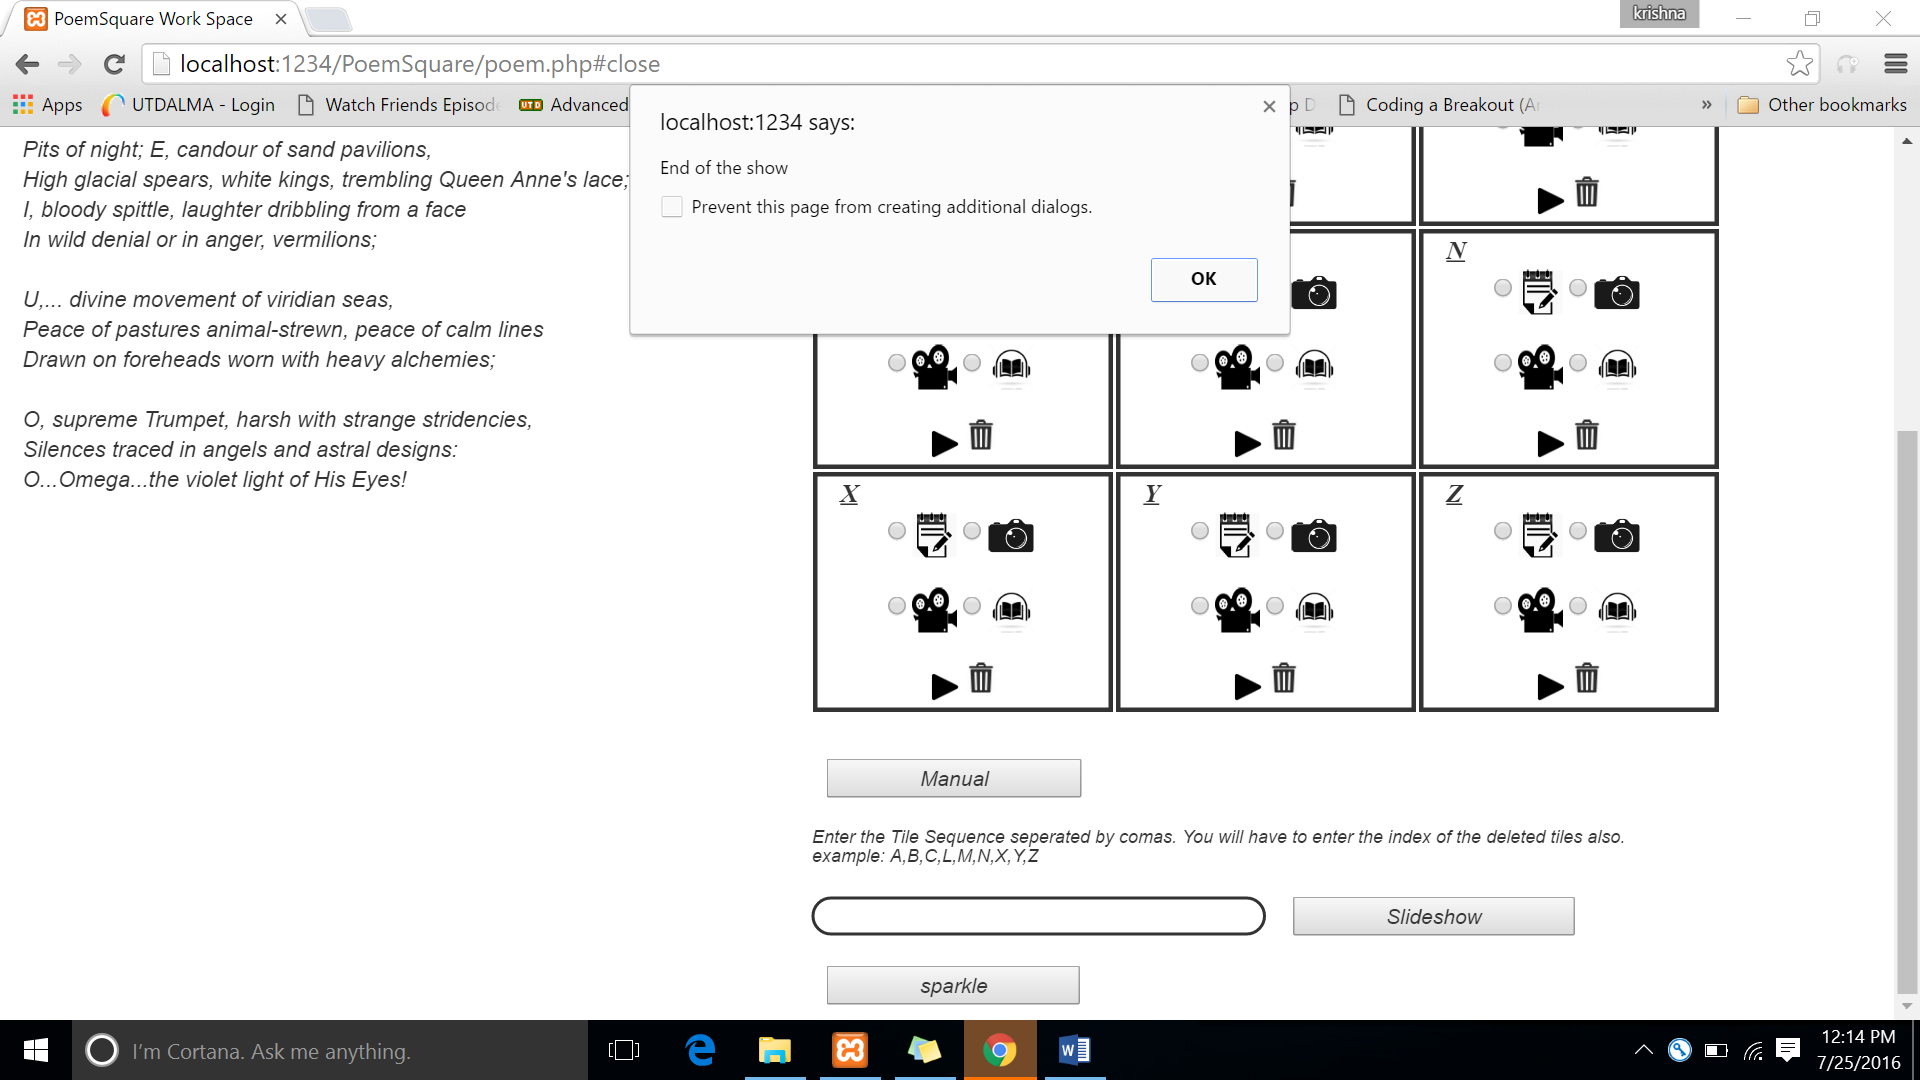 PoemSquare Work Space
krishna
localhost:1234/PoemSquare/poem.php#close
Apps
UTDALMA - Login
Watch Friends Episod
Advanced
p D
Coding a Breakout (A
»
Other bookmarks
localhost:1234 says:
End of the show
Prevent this page from creating additional dialogs.
OK
Pits of night; E, candour of sand pavilions,
High glacial spears, white kings, trembling Queen Anne's lace;
I, bloody spittle, laughter dribbling from a face
In wild denial or in anger, vermilions;
U,... divine movement of viridian seas,
Peace of pastures animal-strewn, peace of calm lines
Drawn on foreheads worn with heavy alchemies;
O, supreme Trumpet, harsh with strange stridencies,
Silences traced in angels and astral designs:
O...Omega...the violet light of His Eyes!
N
X
Y
Z
Manual
Enter the Tile Sequence seperated by comas. You will have to enter the index of the deleted tiles also.
example: A,B,C,L,M,N,X,Y,Z
Slideshow
sparkle
I'm Cortana. Ask me anything.
12:14 PM
7/25/2016